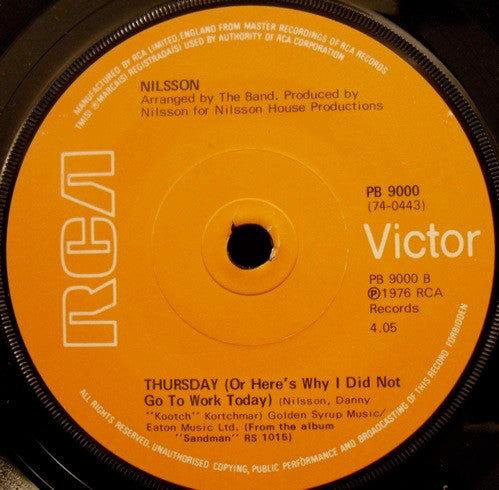 MANUFACTURED BY RCA LIMITED, ENGLAND FROM MASTER RECORDINGS OF RCA RECORDS
TM(S) ® MARCA(S) REGISTRADA(S) USED BY AUTHORITY OF RCA CORPORATION
NILSSON
Arranged by The Band. Produced by
Nilsson for Nilsson House Productions
RCA
PB 9000
(74-0443)
Victor
PB 9000 B
Ⓟ1976 RCA
Records
4.05
THURSDAY (Or Here's Why I Did Not
Go To Work Today) (Nilsson, Danny
"Kootch" Kortchmar) Golden Syrup Music/
Eaton Music Ltd. (From the album
"Sandman" RS 1015)
ALL RIGHTS RESERVED. UNAUTHORISED COPYING, PUBLIC PERFORMANCE AND BROADCASTING OF THIS RECORD FORBIDDEN